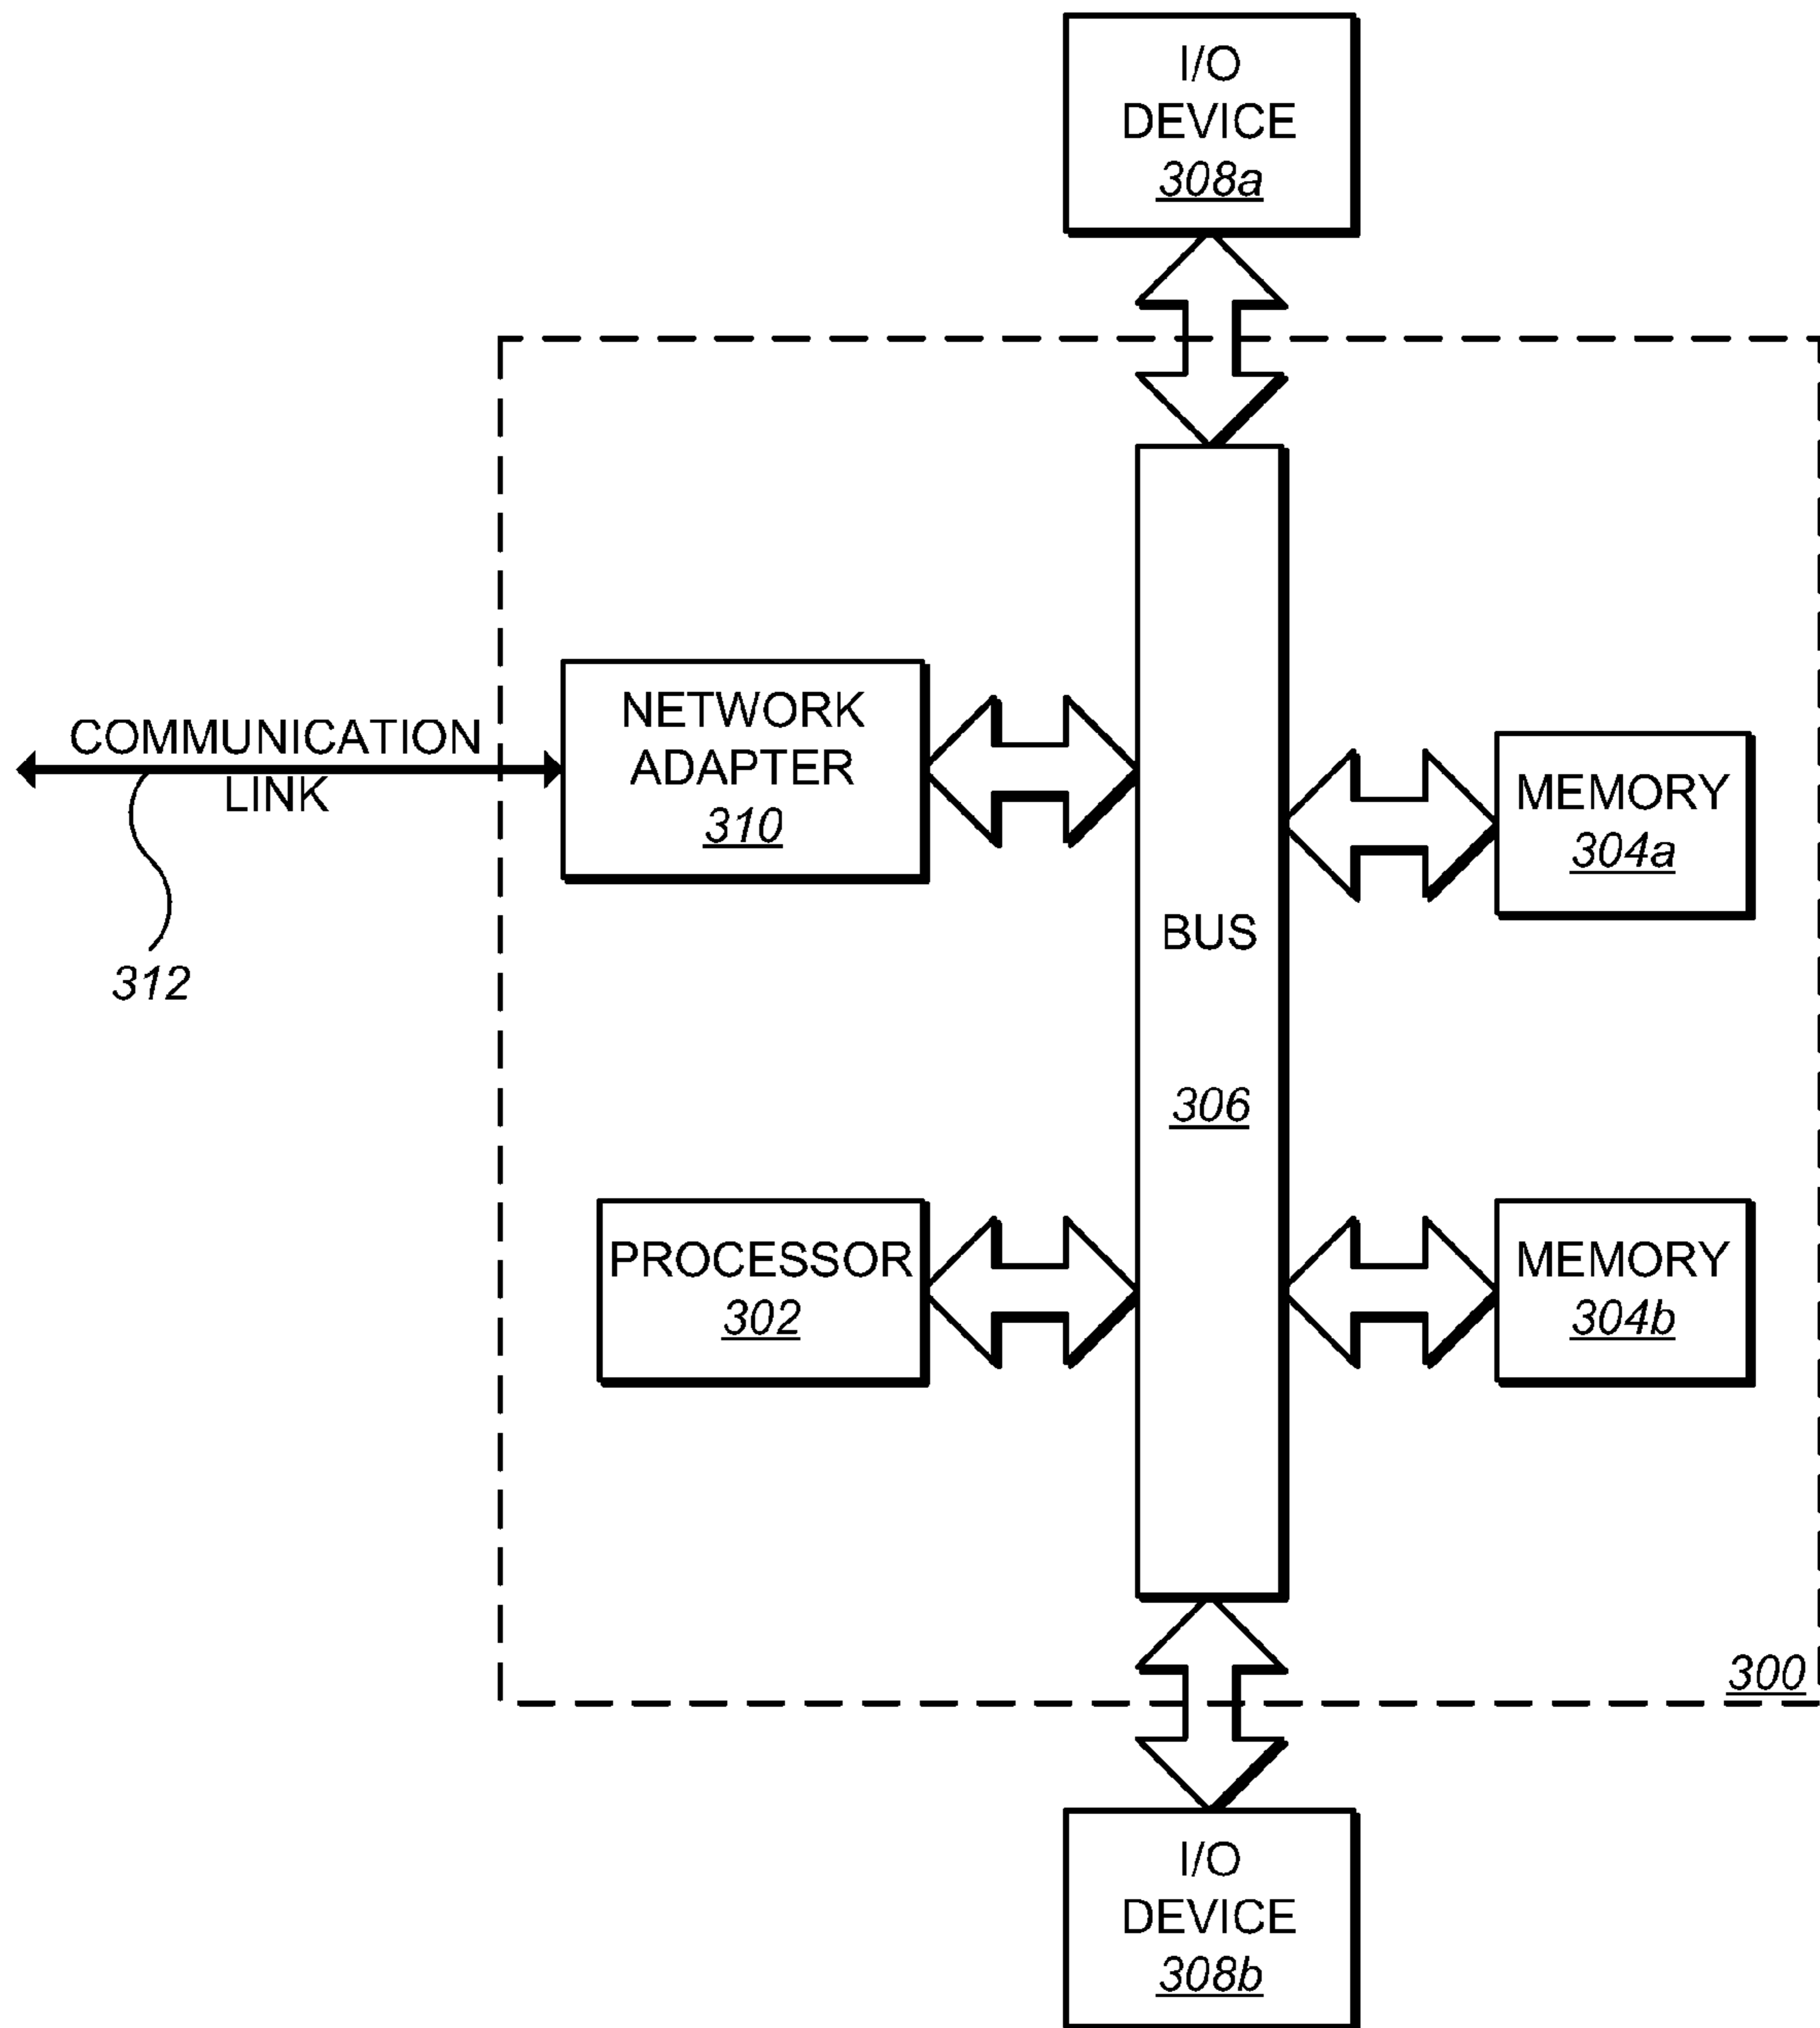 I/O
DEVICE
308a
COMMUNICATION
LINK
312
NETWORK
ADAPTER
310
BUS
306
MEMORY
304a
PROCESSOR
302
MEMORY
304b
300
I/O
DEVICE
308b